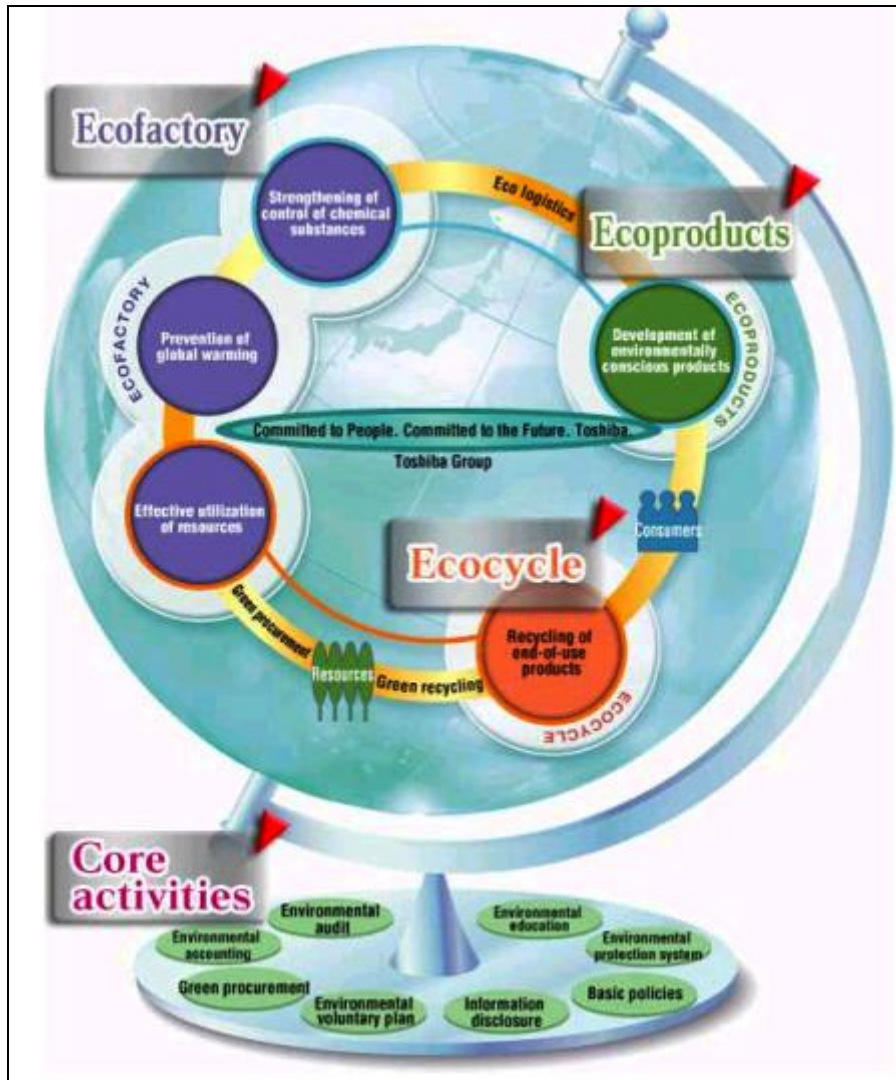 Ecofactory
Strengthening of
control of chemical
substances
Eco logistics
Ecoproducts
ECOFACTORY
Prevention of
global warming
Development of
environmentally
conscious products
ECOPRODUCTS
Committed to People. Committed to the Future. Toshiba.
Toshiba Group
Effective utilization
of resources
Consumers
Ecocycle
Green procurement
Resources
Green recycling
Recycling of
end-of-use
products
ECOCYCLE
Core
activities
Environmental
audit
Environmental
education
Environmental
accounting
Environmental
protection system
Green procurement
Environmental
voluntary plan
Information
disclosure
Basic policies